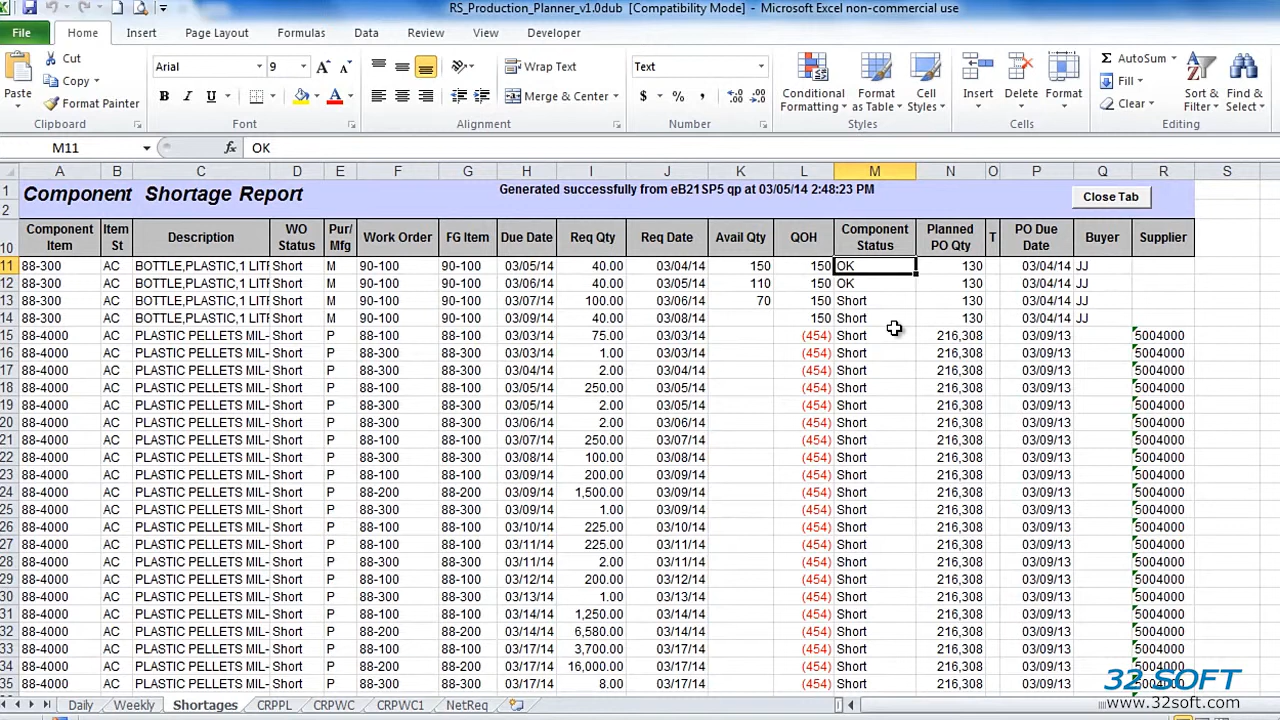 RS_Production_Planner_v1.0dub [Compatibility Mode] - Microsoft Excel non-commercial use
File Home Insert Page Layout Formulas Data Review View Developer
Cut
Copy
Format Painter
Paste
Clipboard
Arial 9
B I U
Font
Wrap Text
Merge & Center
Alignment
Text
$ % ,
Number
Conditional Formatting
Format as Table
Cell Styles
Styles
Insert Delete Format
Cells
AutoSum
Fill
Clear
Sort & Filter
Find & Select
Editing
M11 fx OK
A B C D E F G H I J K L M N O P Q R S
1 Component Shortage Report Generated successfully from eB21SP5 qp at 03/05/14 2:48:23 PM Close Tab
2
10 Component Item Item St Description WO Status Pur/ Mfg Work Order FG Item Due Date Req Qty Req Date Avail Qty QOH Component Status Planned PO Qty T PO Due Date Buyer Supplier
11 88-300 AC BOTTLE,PLASTIC,1 LITI Short M 90-100 90-100 03/05/14 40.00 03/04/14 150 150 OK 130 03/04/14 JJ
12 88-300 AC BOTTLE,PLASTIC,1 LITI Short M 90-100 90-100 03/06/14 40.00 03/05/14 110 150 OK 130 03/04/14 JJ
13 88-300 AC BOTTLE,PLASTIC,1 LITI Short M 90-100 90-100 03/07/14 100.00 03/06/14 70 150 Short 130 03/04/14 JJ
14 88-300 AC BOTTLE,PLASTIC,1 LITI Short M 90-100 90-100 03/09/14 40.00 03/08/14 150 Short 130 03/04/14 JJ
15 88-4000 AC PLASTIC PELLETS MIL- Short P 88-100 88-100 03/03/14 75.00 03/03/14 (454) Short 216,308 03/09/13 5004000
16 88-4000 AC PLASTIC PELLETS MIL- Short P 88-300 88-300 03/03/14 1.00 03/03/14 (454) Short 216,308 03/09/13 5004000
17 88-4000 AC PLASTIC PELLETS MIL- Short P 88-300 88-300 03/04/14 2.00 03/04/14 (454) Short 216,308 03/09/13 5004000
18 88-4000 AC PLASTIC PELLETS MIL- Short P 88-100 88-100 03/05/14 250.00 03/05/14 (454) Short 216,308 03/09/13 5004000
19 88-4000 AC PLASTIC PELLETS MIL- Short P 88-300 88-300 03/05/14 2.00 03/05/14 (454) Short 216,308 03/09/13 5004000
20 88-4000 AC PLASTIC PELLETS MIL- Short P 88-300 88-300 03/06/14 2.00 03/06/14 (454) Short 216,308 03/09/13 5004000
21 88-4000 AC PLASTIC PELLETS MIL- Short P 88-100 88-100 03/07/14 250.00 03/07/14 (454) Short 216,308 03/09/13 5004000
22 88-4000 AC PLASTIC PELLETS MIL- Short P 88-300 88-300 03/08/14 100.00 03/08/14 (454) Short 216,308 03/09/13 5004000
23 88-4000 AC PLASTIC PELLETS MIL- Short P 88-100 88-100 03/09/14 200.00 03/09/14 (454) Short 216,308 03/09/13 5004000
24 88-4000 AC PLASTIC PELLETS MIL- Short P 88-200 88-200 03/09/14 1,500.00 03/09/14 (454) Short 216,308 03/09/13 5004000
25 88-4000 AC PLASTIC PELLETS MIL- Short P 88-300 88-300 03/09/14 1.00 03/09/14 (454) Short 216,308 03/09/13 5004000
26 88-4000 AC PLASTIC PELLETS MIL- Short P 88-100 88-100 03/10/14 225.00 03/10/14 (454) Short 216,308 03/09/13 5004000
27 88-4000 AC PLASTIC PELLETS MIL- Short P 88-100 88-100 03/11/14 225.00 03/11/14 (454) Short 216,308 03/09/13 5004000
28 88-4000 AC PLASTIC PELLETS MIL- Short P 88-300 88-300 03/11/14 2.00 03/11/14 (454) Short 216,308 03/09/13 5004000
29 88-4000 AC PLASTIC PELLETS MIL- Short P 88-100 88-100 03/12/14 200.00 03/12/14 (454) Short 216,308 03/09/13 5004000
30 88-4000 AC PLASTIC PELLETS MIL- Short P 88-300 88-300 03/13/14 1.00 03/13/14 (454) Short 216,308 03/09/13 5004000
31 88-4000 AC PLASTIC PELLETS MIL- Short P 88-100 88-100 03/14/14 1,250.00 03/14/14 (454) Short 216,308 03/09/13 5004000
32 88-4000 AC PLASTIC PELLETS MIL- Short P 88-200 88-200 03/14/14 6,580.00 03/14/14 (454) Short 216,308 03/09/13 5004000
33 88-4000 AC PLASTIC PELLETS MIL- Short P 88-100 88-100 03/17/14 3,700.00 03/17/14 (454) Short 216,308 03/09/13 5004000
34 88-4000 AC PLASTIC PELLETS MIL- Short P 88-200 88-200 03/17/14 16,000.00 03/17/14 (454) Short 216,308 03/09/13 5004000
35 88-4000 AC PLASTIC PELLETS MIL- Short P 88-300 88-300 03/17/14 8.00 03/17/14 (454) Short 216,308 03/09/13 5004000
32 SOFT
www.32soft.com
Daily Weekly Shortages CRPPL CRPWC CRPWC1 NetReq